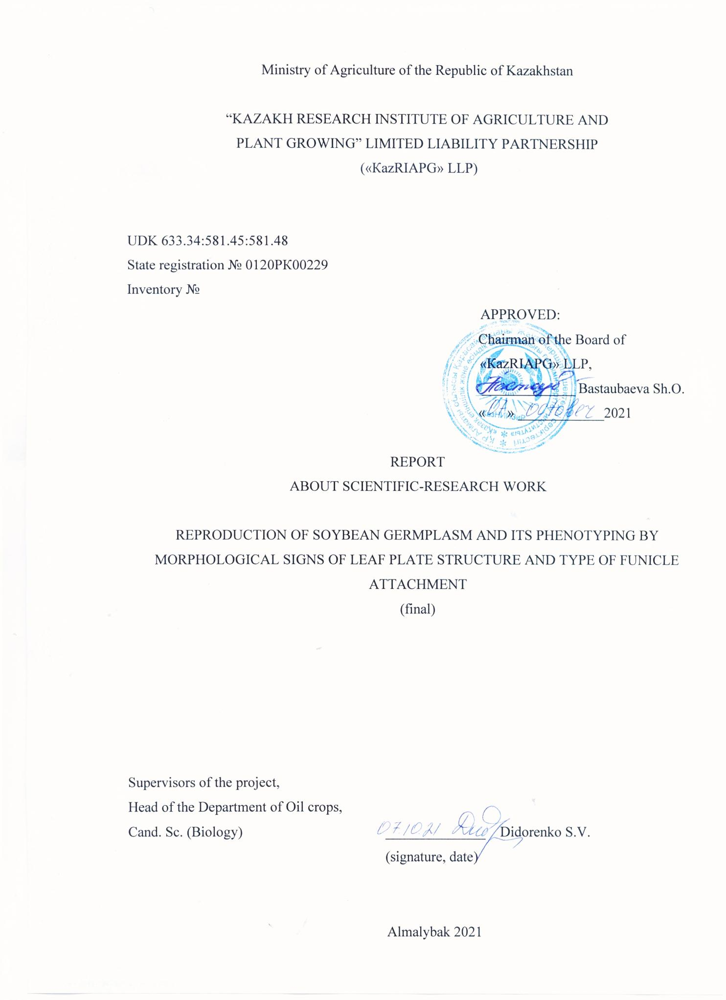 Ministry of Agriculture of the Republic of Kazakhstan
“KAZAKH RESEARCH INSTITUTE OF AGRICULTURE AND
PLANT GROWING” LIMITED LIABILITY PARTNERSHIP
(«KazRIAPG» LLP)
UDK 633.34:581.45:581.48
State registration № 0120РК00229
Inventory №
APPROVED:
Chairman of the Board of
«KazRIAPG» LLP,
Bastaubaeva Sh.O.
«07» 2021
REPORT
ABOUT SCIENTIFIC-RESEARCH WORK
REPRODUCTION OF SOYBEAN GERMPLASM AND ITS PHENOTYPING BY
MORPHOLOGICAL SIGNS OF LEAF PLATE STRUCTURE AND TYPE OF FUNICLE
ATTACHMENT
(final)
Supervisors of the project,
Head of the Department of Oil crops,
Cand. Sc. (Biology) 07.10.21 Didorenko S.V.
(signature, date)
Almalybak 2021